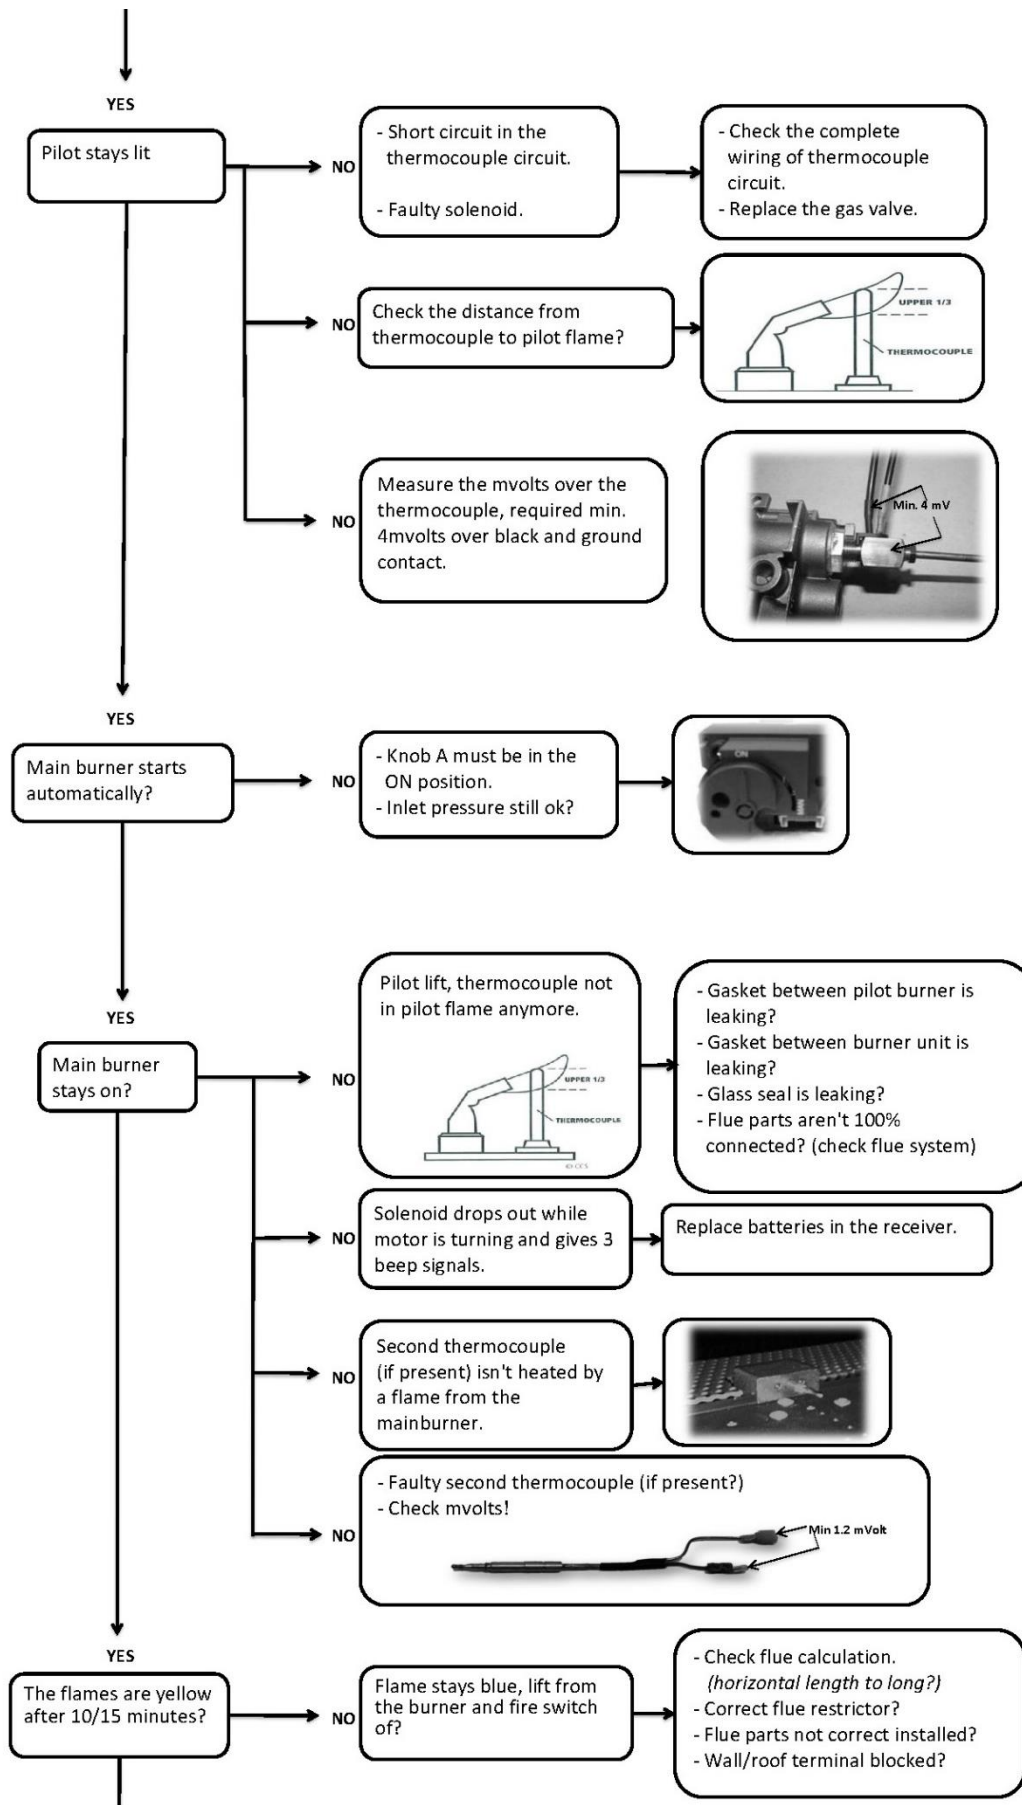 YES
Pilot stays lit
NO
- Short circuit in the
thermocouple circuit.
- Faulty solenoid.
- Check the complete
wiring of thermocouple
circuit.
- Replace the gas valve.
NO
Check the distance from
thermocouple to pilot flame?
UPPER 1/3
THERMOCOUPLE
NO
Measure the mvolts over the
thermocouple, required min.
4mvolts over black and ground
contact.
Min. 4 mV
YES
Main burner starts
automatically?
NO
- Knob A must be in the
ON position.
- Inlet pressure still ok?
ON
MAN
YES
Main burner
stays on?
NO
Pilot lift, thermocouple not
in pilot flame anymore.
UPPER 1/3
THERMOCOUPLE
- Gasket between pilot burner is
leaking?
- Gasket between burner unit is
leaking?
- Glass seal is leaking?
- Flue parts aren't 100%
connected? (check flue system)
NO
Solenoid drops out while
motor is turning and gives 3
beep signals.
Replace batteries in the receiver.
NO
Second thermocouple
(if present) isn't heated by
a flame from the
mainburner.
NO
- Faulty second thermocouple (if present?)
- Check mvolts!
Min 1.2 mVolt
YES
The flames are yellow
after 10/15 minutes?
NO
Flame stays blue, lift from
the burner and fire switch
of?
- Check flue calculation.
(horizontal length to long?)
- Correct flue restrictor?
- Flue parts not correct installed?
- Wall/roof terminal blocked?